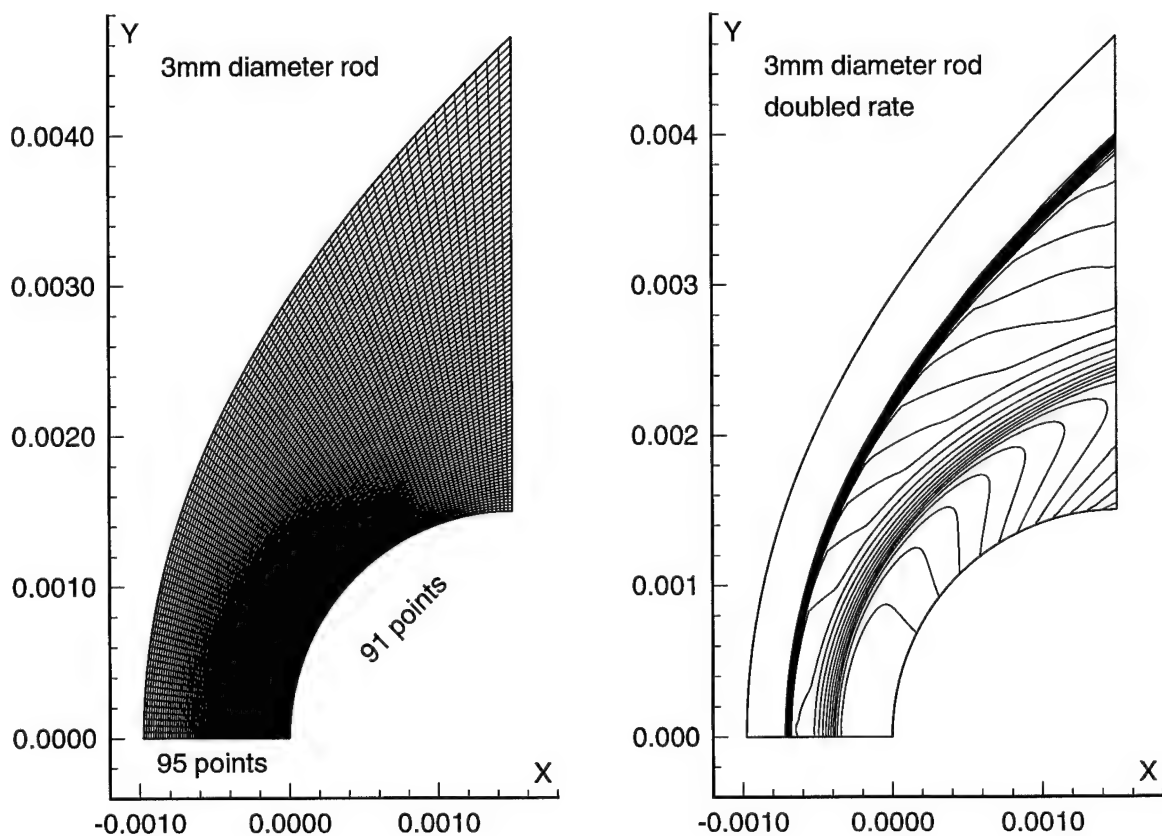 Y
3mm diameter rod
0.0040
0.0030
0.0020
0.0010
0.0000
91 points
95 points
X
-0.0010 0.0000 0.0010
Y
3mm diameter rod
doubled rate
0.004
0.003
0.002
0.001
0.000
X
-0.0010 0.0000 0.0010